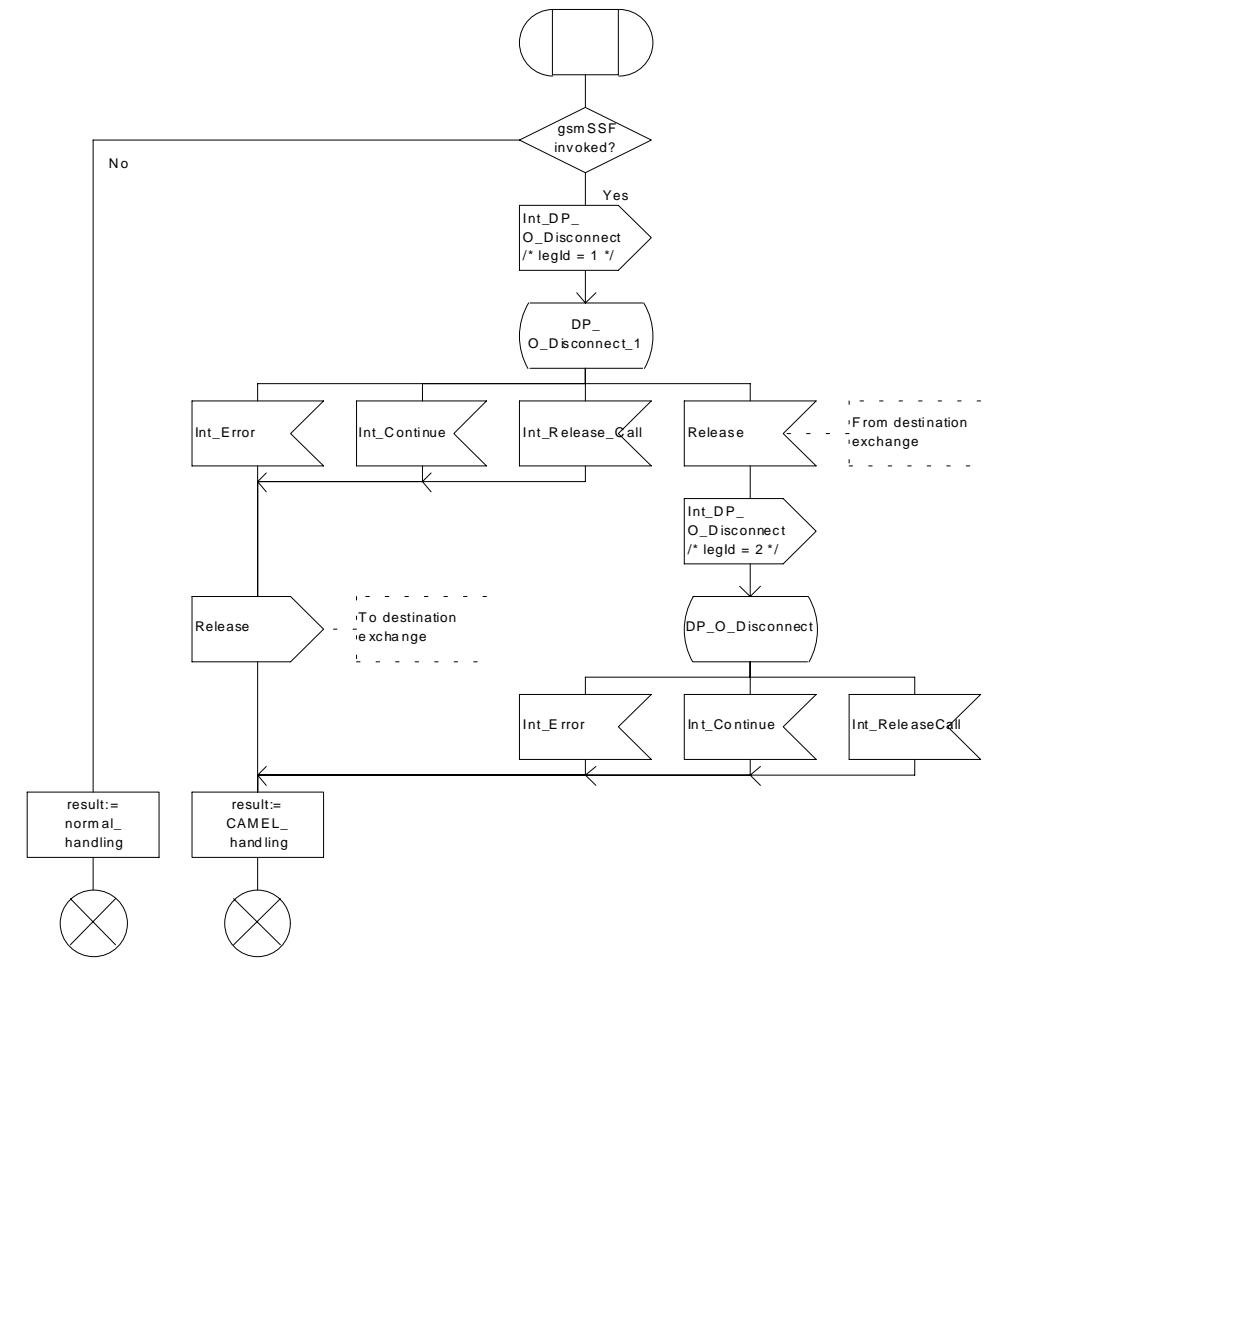 gsmSSF
invoked?
No
Yes
Int_DP_
O_Disconnect
/* legId = 1 */
DP_
O_Disconnect_1
Int_Error
Int_Continue
Int_Release_Call
Release
From destination
exchange
Int_DP_
O_Disconnect
/* legId = 2 */
Release
To destination
exchange
DP_O_Disconnect
Int_Error
Int_Continue
Int_ReleaseCall
result:=
normal_
handling
result:=
CAMEL_
handling